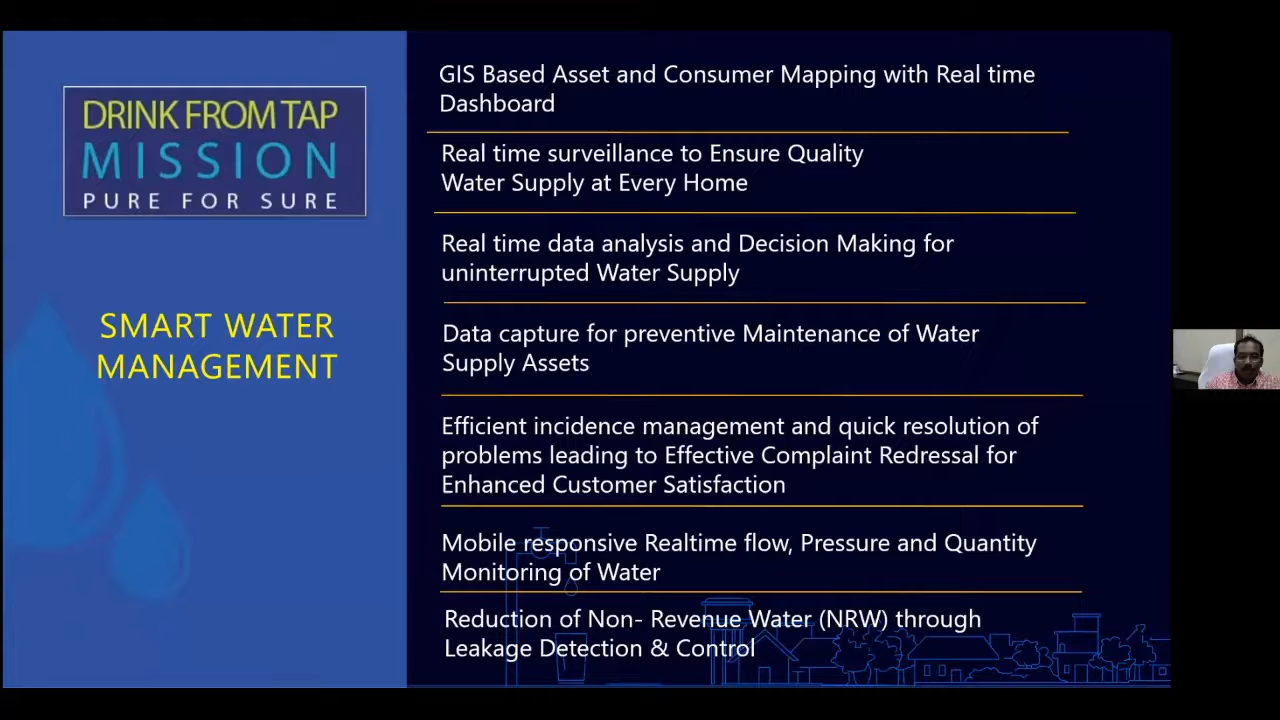 DRINK FROM TAP
MISSION
PURE FOR SURE
SMART WATER
MANAGEMENT
GIS Based Asset and Consumer Mapping with Real time
Dashboard
Real time surveillance to Ensure Quality
Water Supply at Every Home
Real time data analysis and Decision Making for
uninterrupted Water Supply
Data capture for preventive Maintenance of Water
Supply Assets
Efficient incidence management and quick resolution of
problems leading to Effective Complaint Redressal for
Enhanced Customer Satisfaction
Mobile responsive Realtime flow, Pressure and Quantity
Monitoring of Water
Reduction of Non- Revenue Water (NRW) through
Leakage Detection & Control